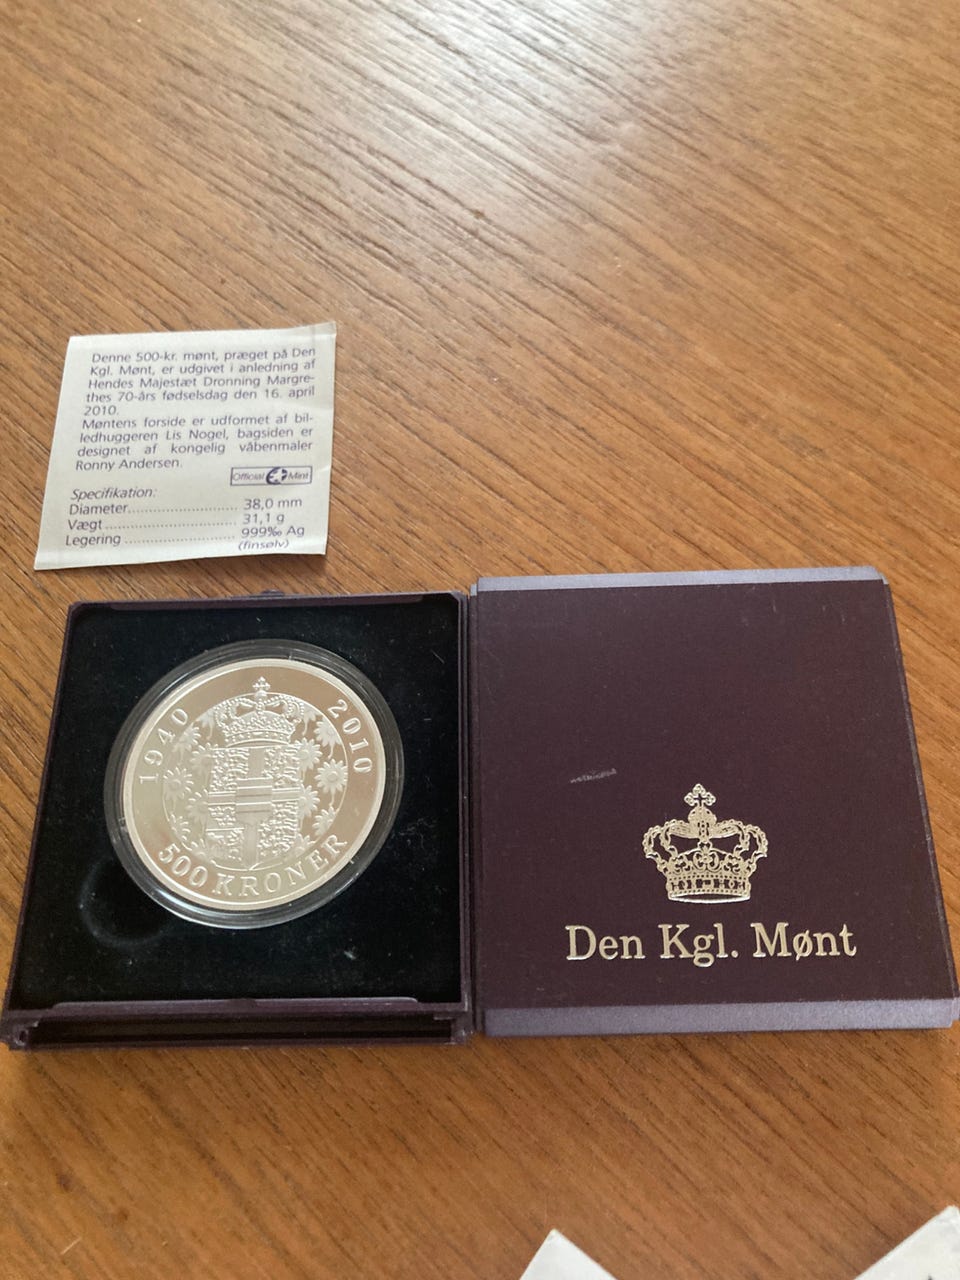 Denne 500-kr. mønt, præget på Den
Kgl. Mønt, er udgivet i anledning af
Hendes Majestæt Dronning Margre-
thes 70-års fødselsdag den 16. april
2010.
Møntens forside er udformet af bil-
ledhuggeren Lis Nogel, bagsiden er
designet af kongelig våbenmaler
Ronny Andersen.
Official Mint
Specifikation:
Diameter........................ 38,0 mm
Vægt ............................ 31,1 g
Legering ........................ 999‰ Ag
(finsølv)
1940 2010
500 KRONER
Den Kgl. Mønt